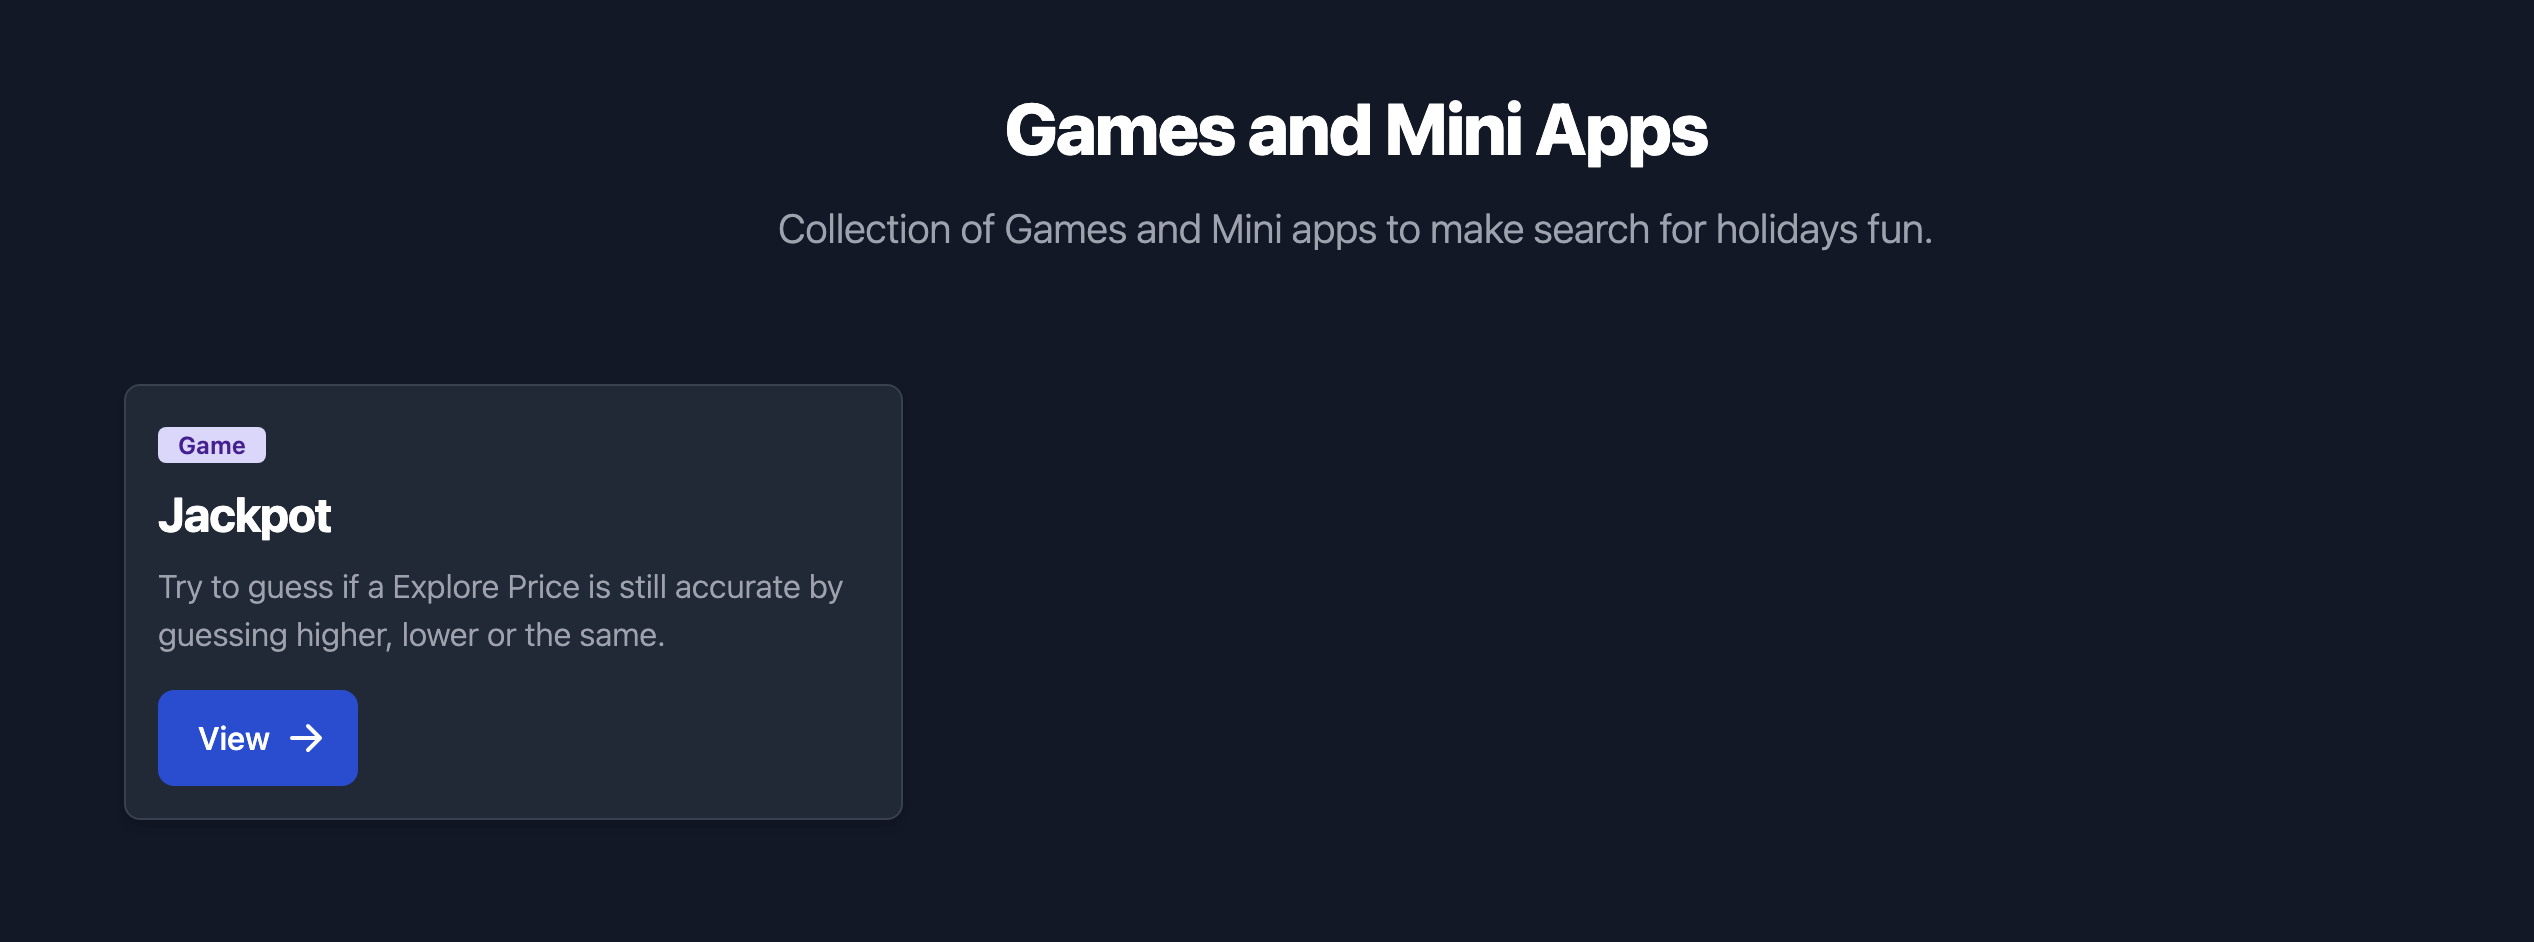 Games and Mini Apps
Collection of Games and Mini apps to make search for holidays fun.
Game
Jackpot
Try to guess if a Explore Price is still accurate by
guessing higher, lower or the same.
View